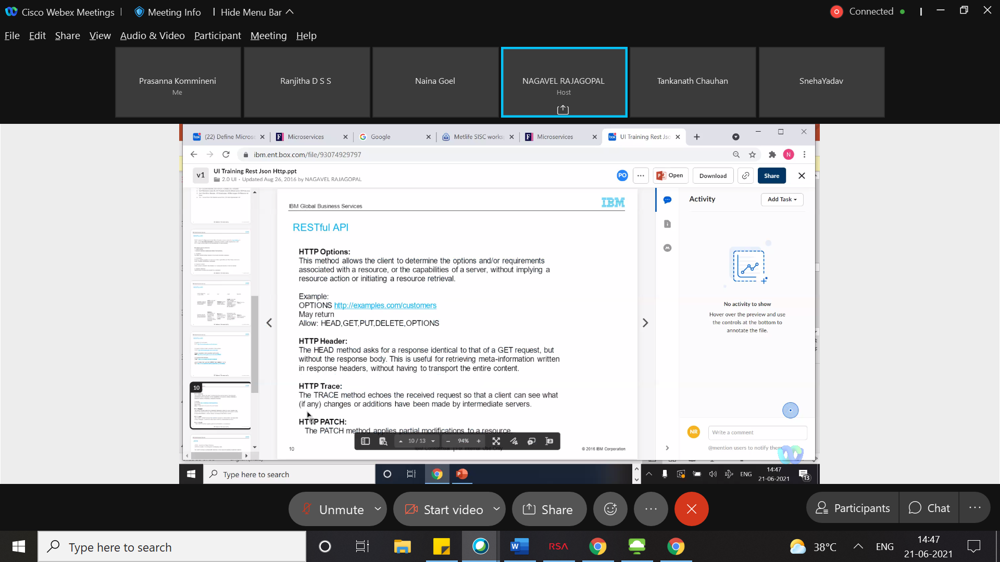 Cisco Webex Meetings
Meeting Info
Hide Menu Bar
Connected
File Edit Share View Audio & Video Participant Meeting Help
Prasanna Kommineni
Me
Ranjitha D S S
Naina Goel
NAGAVEL RAJAGOPAL
Host
Tankanath Chauhan
SnehaYadav
box (22) Define Microsc
F Microservices
G Google
Metlife SISC works
F Microservices
box UI Training Rest Jso
ibm.ent.box.com/file/93074929797
N
v1
UI Training Rest Json Http.ppt
2.0 UI · Updated Aug 26, 2016 by NAGAVEL RAJAGOPAL
PO
Open
Download
Share
IBM Global Business Services
IBM
RESTful API
HTTP Options:
This method allows the client to determine the options and/or requirements
associated with a resource, or the capabilities of a server, without implying a
resource action or initiating a resource retrieval.
Example:
OPTIONS http://examples.com/customers
May return
Allow: HEAD,GET,PUT,DELETE,OPTIONS
HTTP Header:
The HEAD method asks for a response identical to that of a GET request, but
without the response body. This is useful for retrieving meta-information written
in response headers, without having to transport the entire content.
HTTP Trace:
The TRACE method echoes the received request so that a client can see what
(if any) changes or additions have been made by intermediate servers.
HTTP PATCH:
The PATCH method applies partial modifications to a resource
10 / 13
94%
10
© 2016 IBM Corporation
10
Activity
Add Task
No activity to show
Hover over the preview and use
the controls at the bottom to
annotate the file.
NR
Write a comment
@mention users to notify them
Type here to search
ENG
14:47
21-06-2021
13
Unmute
Start video
Share
Participants
Chat
Type here to search
W
RSA
38°C
ENG
14:47
21-06-2021